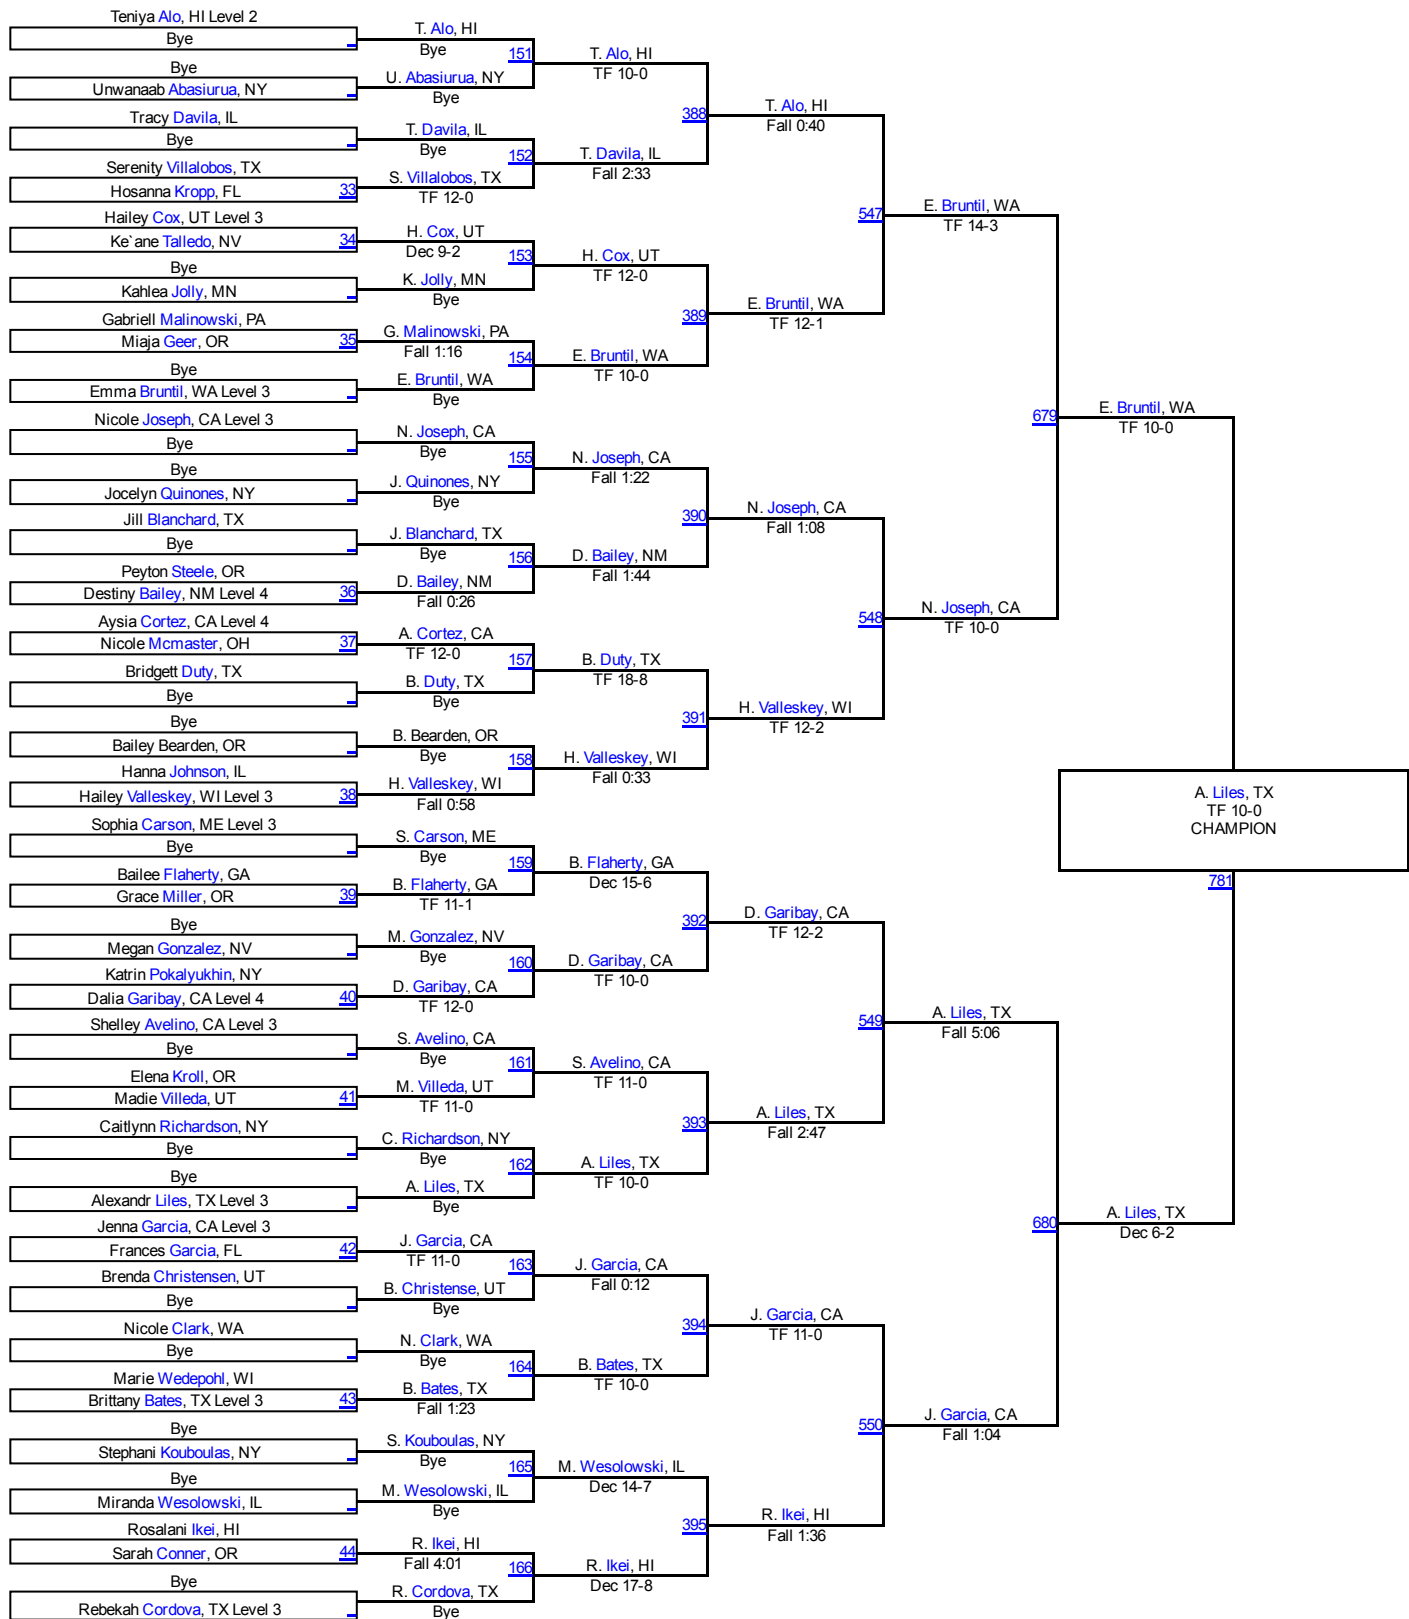 Teniya Alo, HI Level 2
Bye
Bye
Unwanaab Abasiurua, NY
Tracy Davila, IL
Bye
Serenity Villalobos, TX
Hosanna Kropp, FL 33
Hailey Cox, UT Level 3
Ke`ane Talledo, NV 34
Bye
Kahlea Jolly, MN
Gabriell Malinowski, PA
Miaja Geer, OR 35
Bye
Emma Bruntil, WA Level 3
Nicole Joseph, CA Level 3
Bye
Bye
Jocelyn Quinones, NY
Jill Blanchard, TX
Bye
Peyton Steele, OR
Destiny Bailey, NM Level 4 36
Aysia Cortez, CA Level 4
Nicole Mcmaster, OH 37
Bridgett Duty, TX
Bye
Bye
Bailey Bearden, OR
Hanna Johnson, IL
Hailey Valleskey, WI Level 3 38
Sophia Carson, ME Level 3
Bye
Bailee Flaherty, GA
Grace Miller, OR 39
Bye
Megan Gonzalez, NV
Katrin Pokalyukhin, NY
Dalia Garibay, CA Level 4 40
Shelley Avelino, CA Level 3
Bye
Elena Kroll, OR
Madie Villeda, UT 41
Caitlynn Richardson, NY
Bye
Bye
Alexandr Liles, TX Level 3
Jenna Garcia, CA Level 3
Frances Garcia, FL 42
Brenda Christensen, UT
Bye
Nicole Clark, WA
Bye
Marie Wedepohl, WI
Brittany Bates, TX Level 3 43
Bye
Stephani Kouboulas, NY
Bye
Miranda Wesolowski, IL
Rosalani Ikei, HI
Sarah Conner, OR 44
Bye
Rebekah Cordova, TX Level 3
T. Alo, HI
Bye
151
U. Abasiurua, NY
Bye
T. Davila, IL
Bye
152
S. Villalobos, TX
TF 12-0
H. Cox, UT
Dec 9-2
153
K. Jolly, MN
Bye
G. Malinowski, PA
Fall 1:16
154
E. Bruntil, WA
Bye
N. Joseph, CA
Bye
155
J. Quinones, NY
Bye
J. Blanchard, TX
Bye
156
D. Bailey, NM
Fall 0:26
A. Cortez, CA
TF 12-0
157
B. Duty, TX
Bye
B. Bearden, OR
Bye
158
H. Valleskey, WI
Fall 0:58
S. Carson, ME
Bye
159
B. Flaherty, GA
TF 11-1
M. Gonzalez, NV
Bye
160
D. Garibay, CA
TF 12-0
S. Avelino, CA
Bye
161
M. Villeda, UT
TF 11-0
C. Richardson, NY
Bye
162
A. Liles, TX
Bye
J. Garcia, CA
TF 11-0
163
B. Christense, UT
Bye
N. Clark, WA
Bye
164
B. Bates, TX
Fall 1:23
S. Kouboulas, NY
Bye
165
M. Wesolowski, IL
Bye
R. Ikei, HI
Fall 4:01
166
R. Cordova, TX
Bye
T. Alo, HI
TF 10-0
388
T. Davila, IL
Fall 2:33
H. Cox, UT
TF 12-0
389
E. Bruntil, WA
TF 10-0
N. Joseph, CA
Fall 1:22
390
D. Bailey, NM
Fall 1:44
B. Duty, TX
TF 18-8
391
H. Valleskey, WI
Fall 0:33
B. Flaherty, GA
Dec 15-6
392
D. Garibay, CA
TF 10-0
S. Avelino, CA
TF 11-0
393
A. Liles, TX
TF 10-0
J. Garcia, CA
Fall 0:12
394
B. Bates, TX
TF 10-0
M. Wesolowski, IL
Dec 14-7
395
R. Ikei, HI
Dec 17-8
T. Alo, HI
Fall 0:40
547
E. Bruntil, WA
TF 12-1
N. Joseph, CA
Fall 1:08
548
H. Valleskey, WI
TF 12-2
D. Garibay, CA
TF 12-2
549
A. Liles, TX
Fall 2:47
J. Garcia, CA
TF 11-0
550
R. Ikei, HI
Fall 1:36
E. Bruntil, WA
TF 14-3
679
N. Joseph, CA
TF 10-0
A. Liles, TX
Fall 5:06
680
J. Garcia, CA
Fall 1:04
E. Bruntil, WA
TF 10-0
A. Liles, TX
TF 10-0
CHAMPION
781
A. Liles, TX
Dec 6-2